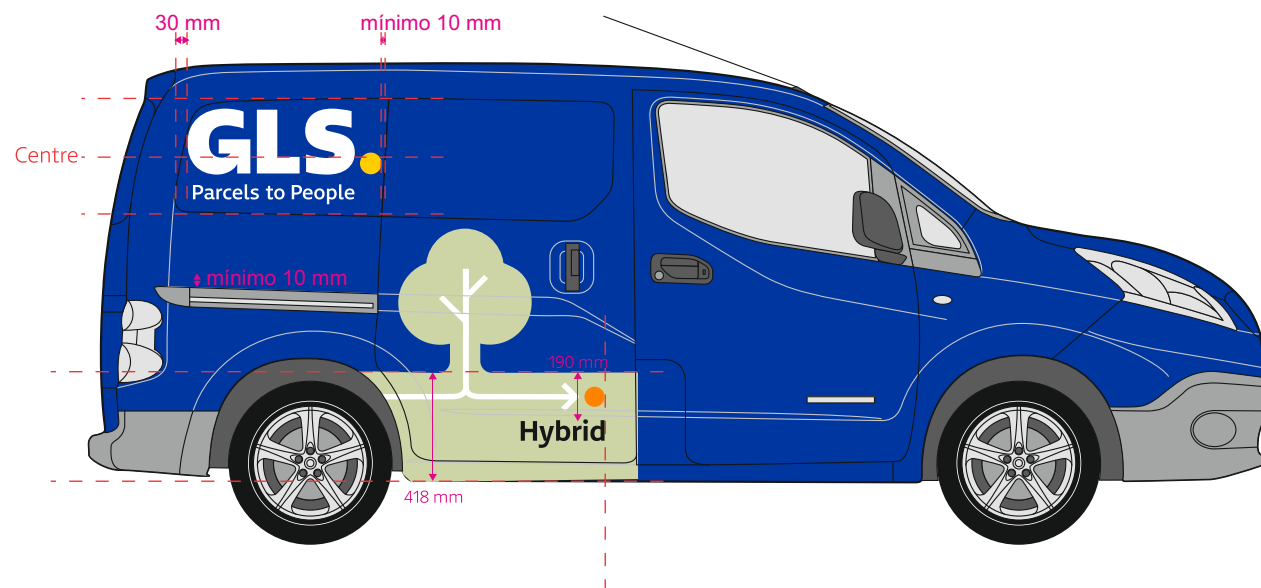 30 mm
mínimo 10 mm
Centre
GLS.
Parcels to People
mínimo 10 mm
190 mm
Hybrid
418 mm